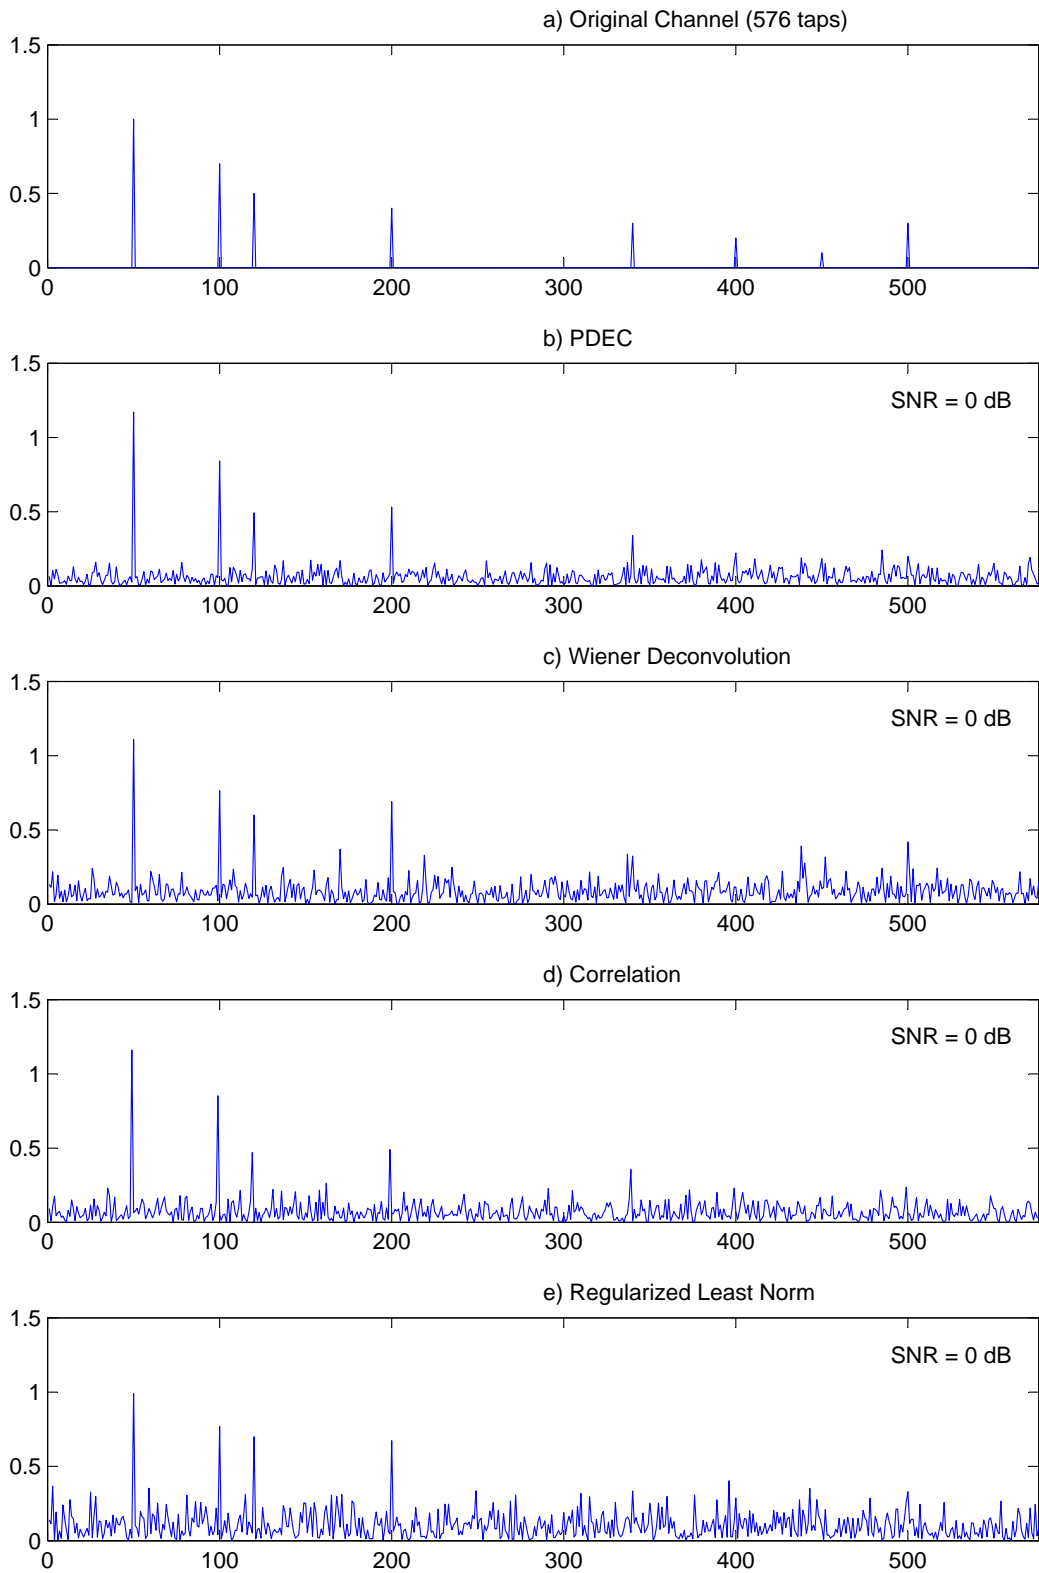 a) Original Channel (576 taps)
1.5
1
0.5
0
0 100 200 300 400 500
b) PDEC
1.5
SNR = 0 dB
1
0.5
0
0 100 200 300 400 500
c) Wiener Deconvolution
1.5
SNR = 0 dB
1
0.5
0
0 100 200 300 400 500
d) Correlation
1.5
SNR = 0 dB
1
0.5
0
0 100 200 300 400 500
e) Regularized Least Norm
1.5
SNR = 0 dB
1
0.5
0
0 100 200 300 400 500